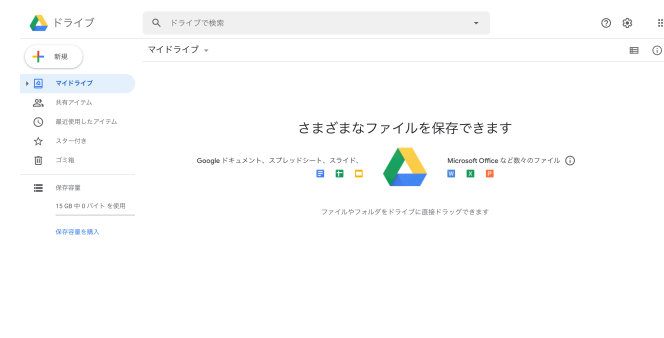 ドライブ
ドライブで検索
新規
マイドライブ
マイドライブ
共有アイテム
最近使用したアイテム
スター付き
ゴミ箱
保存容量
15 GB 中 0 バイト を使用
保存容量を購入
さまざまなファイルを保存できます
Google ドキュメント、スプレッドシート、スライド、
Microsoft Office など数々のファイル
W X P
ファイルやフォルダをドライブに直接ドラッグできます